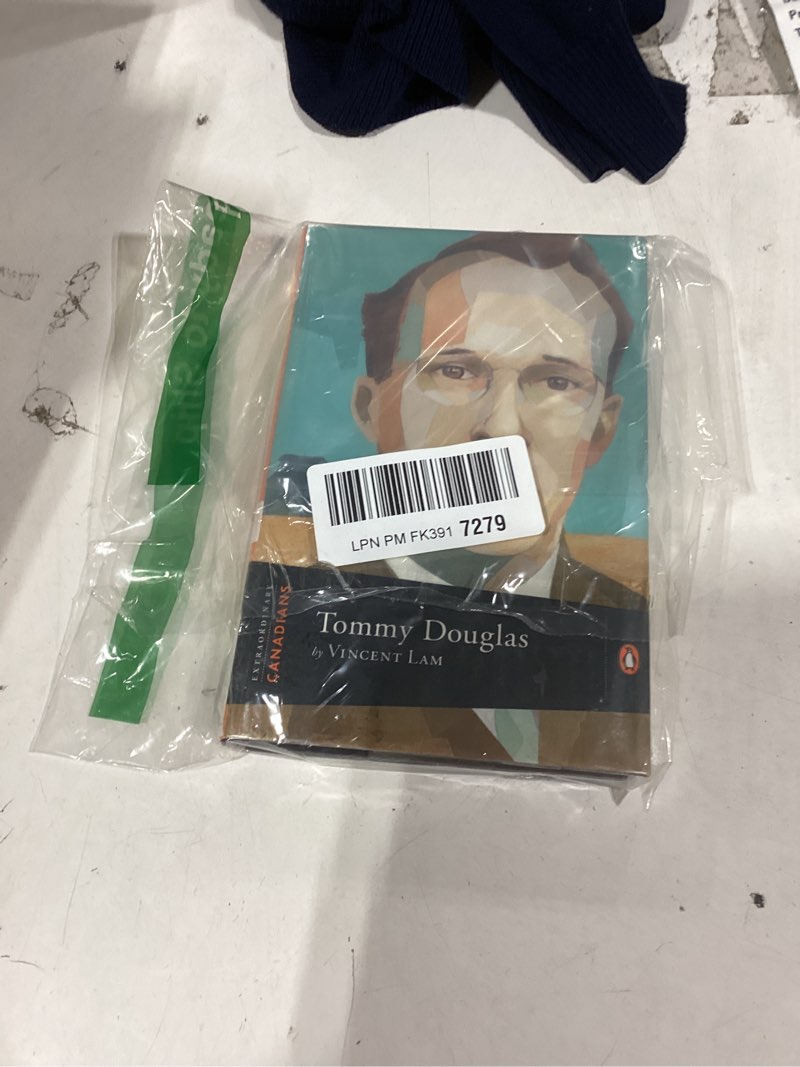 LPN PM FK391 7279
EXTRAORDINARY
CANADIANS
Tommy Douglas
by VINCENT LAM